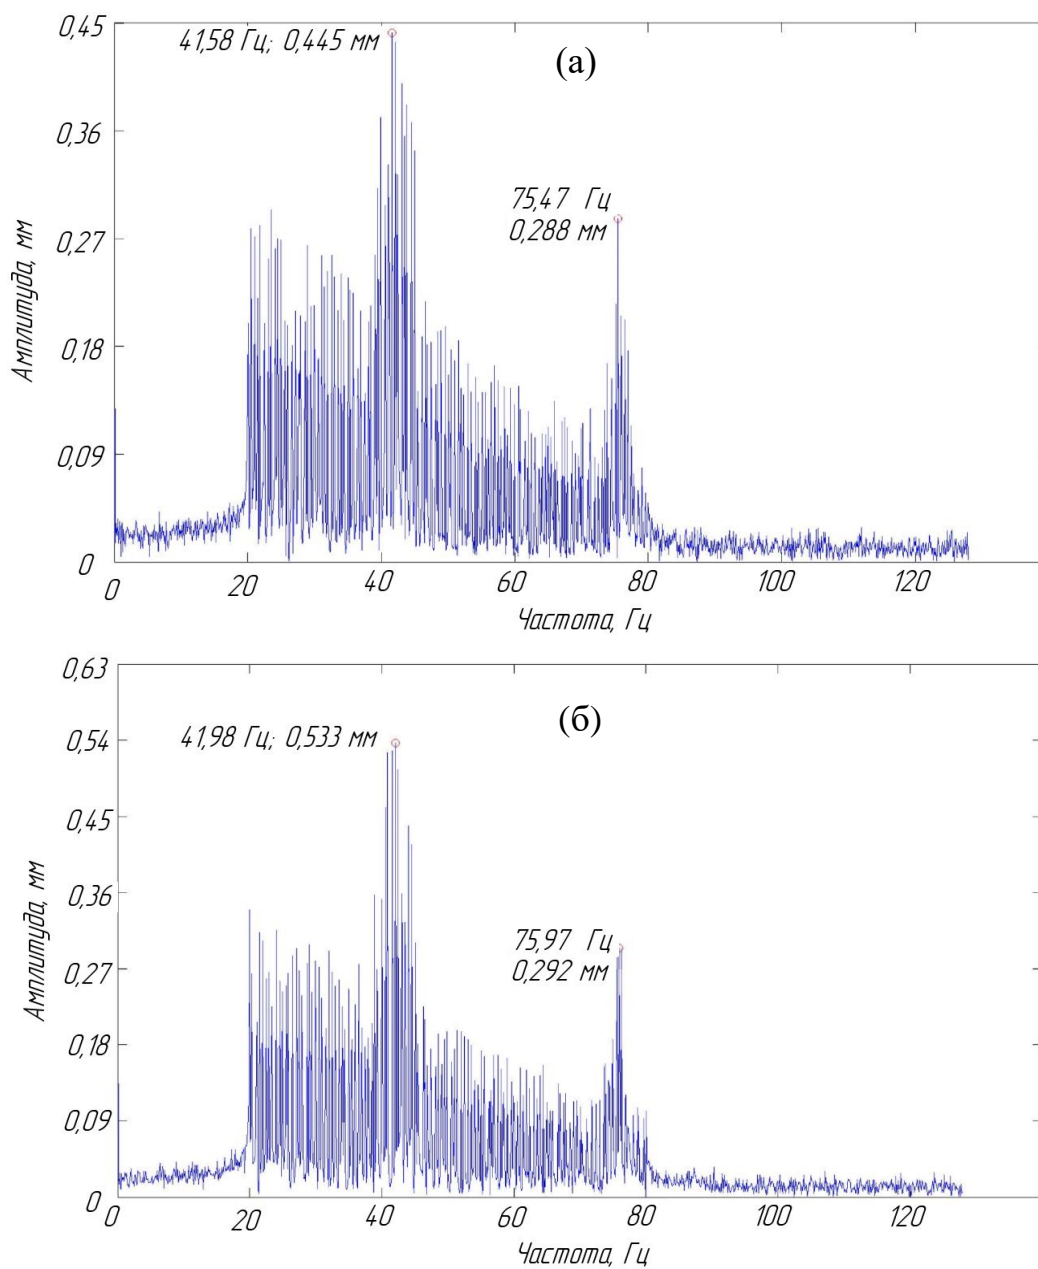 0,45
41,58 Гц; 0,445 мм
(а)
0,36
75,47 Гц
0,288 мм
0,27
0,18
0,09
0
Амплитуда, мм
0 20 40 60 80 100 120
Частота, Гц
0,63
(б)
41,98 Гц; 0,533 мм
0,54
0,45
0,36
75,97 Гц
0,292 мм
0,27
0,18
0,09
0
Амплитуда, мм
0 20 40 60 80 100 120
Частота, Гц